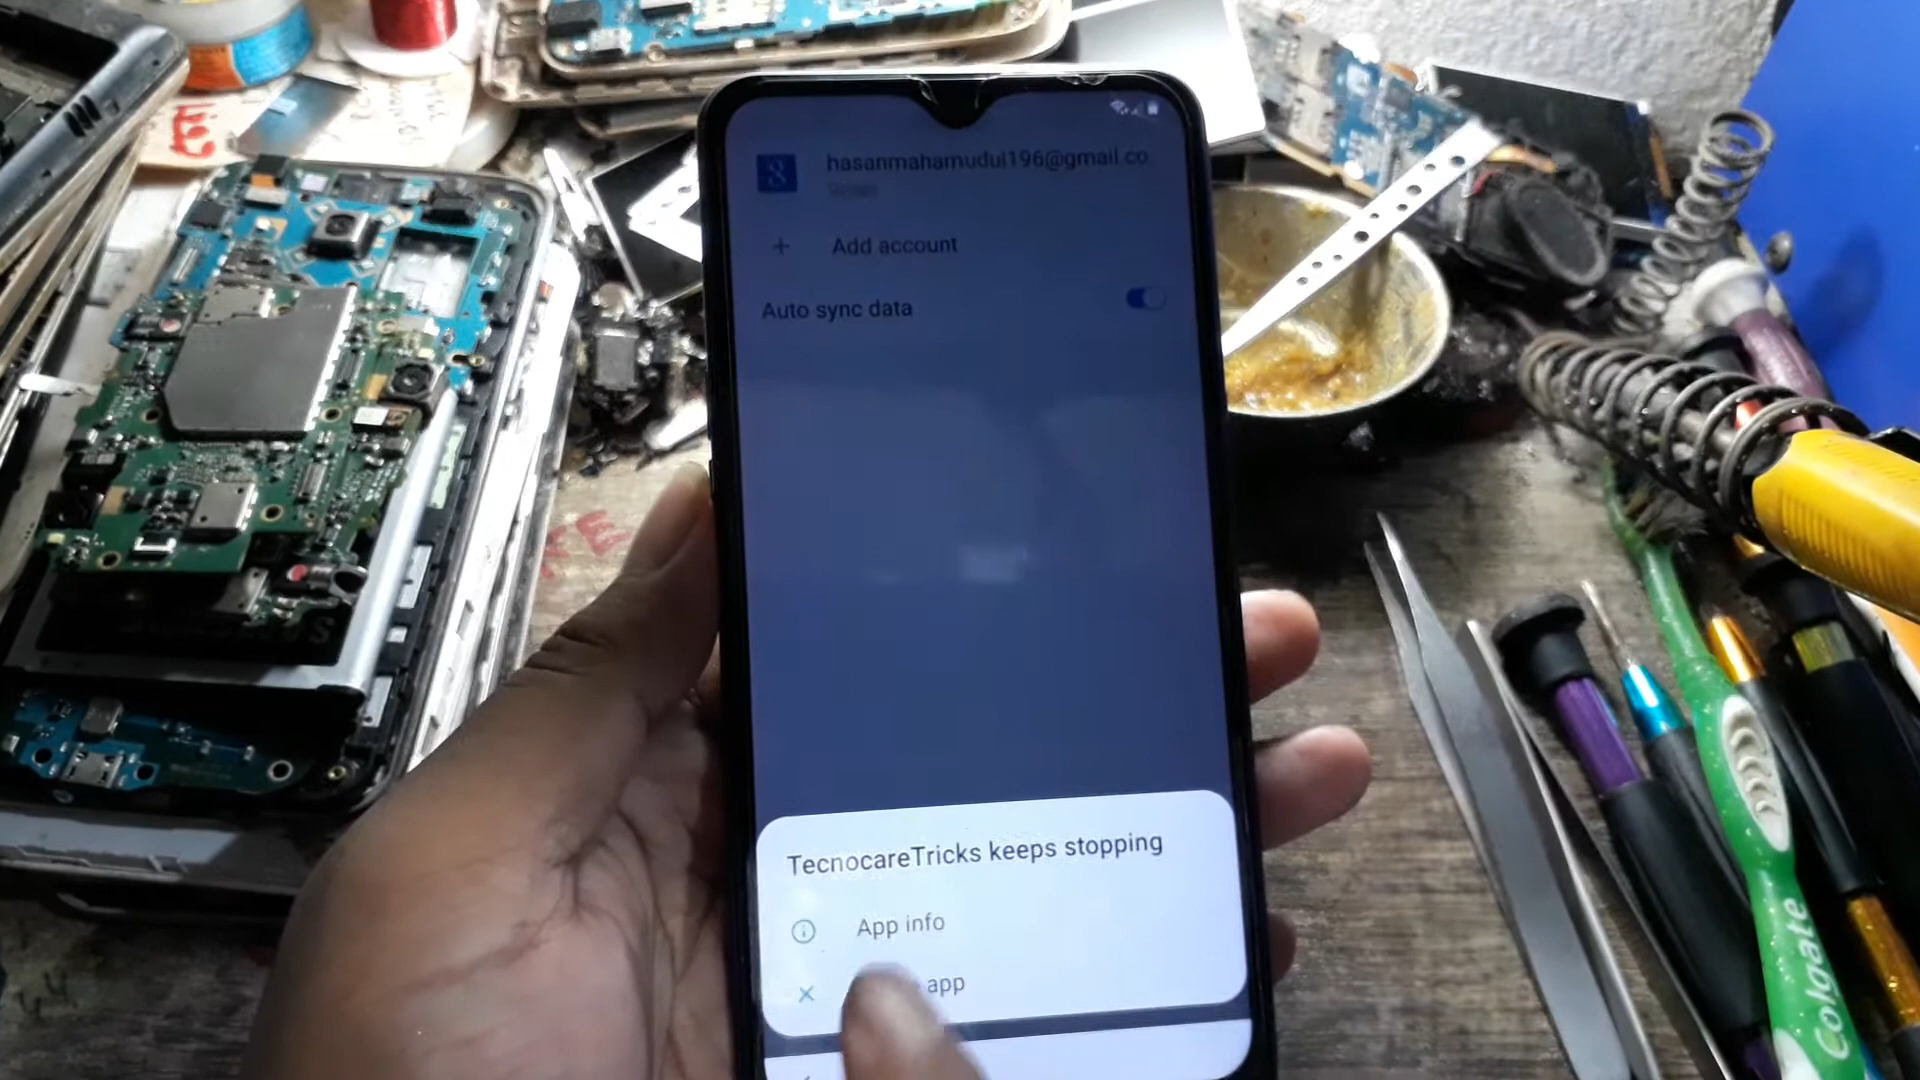 hasanmahamudul196@gmail.co
Add account
Auto sync data
TecnocareTricks keeps stopping
App info
app
Colgate